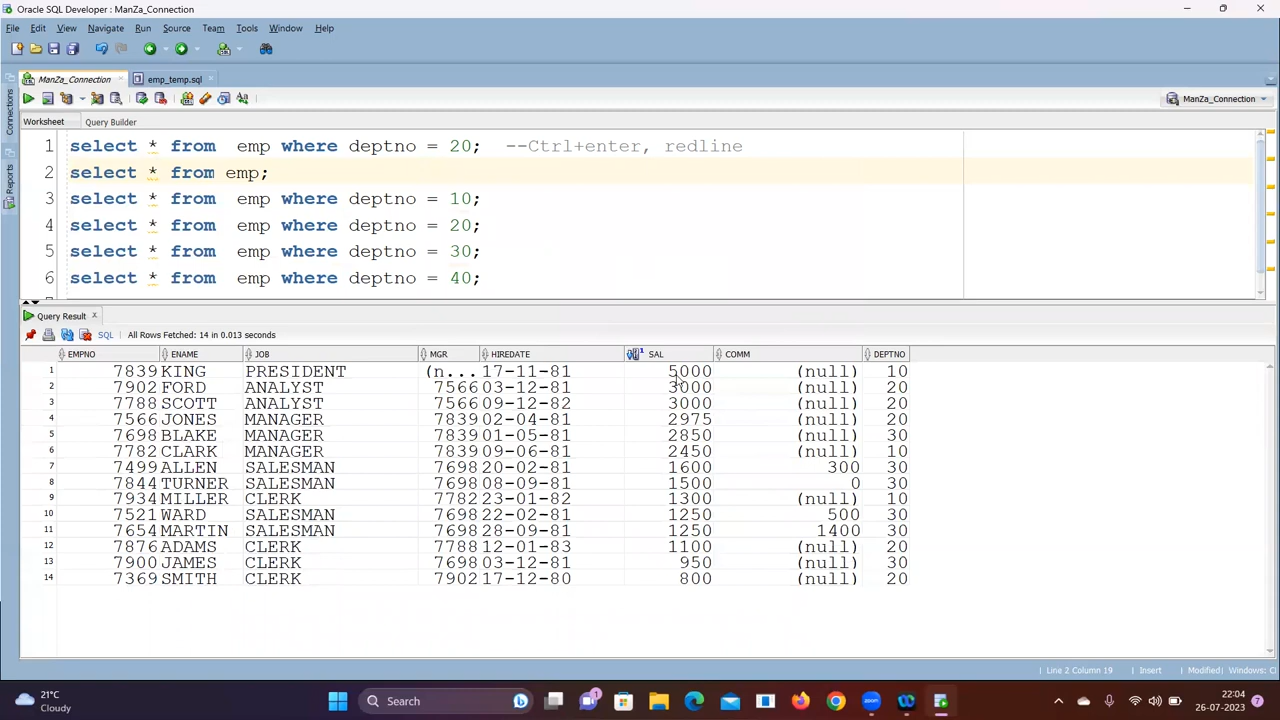 Oracle SQL Developer : ManZa_Connection
File Edit View Navigate Run Source Team Tools Window Help
ManZa_Connection emp_temp.sql
Connections
Reports
ManZa_Connection
Worksheet Query Builder
1 select * from emp where deptno = 20; --Ctrl+enter, redline
2 select * from emp;
3 select * from emp where deptno = 10;
4 select * from emp where deptno = 20;
5 select * from emp where deptno = 30;
6 select * from emp where deptno = 40;
Query Result x
SQL All Rows Fetched: 14 in 0.013 seconds
EMPNO ENAME JOB MGR HIREDATE SAL COMM DEPTNO
1 7839 KING PRESIDENT (n... 17-11-81 5000 (null) 10
2 7902 FORD ANALYST 7566 03-12-81 3000 (null) 20
3 7788 SCOTT ANALYST 7566 09-12-82 3000 (null) 20
4 7566 JONES MANAGER 7839 02-04-81 2975 (null) 20
5 7698 BLAKE MANAGER 7839 01-05-81 2850 (null) 30
6 7782 CLARK MANAGER 7839 09-06-81 2450 (null) 10
7 7499 ALLEN SALESMAN 7698 20-02-81 1600 300 30
8 7844 TURNER SALESMAN 7698 08-09-81 1500 0 30
9 7934 MILLER CLERK 7782 23-01-82 1300 (null) 10
10 7521 WARD SALESMAN 7698 22-02-81 1250 500 30
11 7654 MARTIN SALESMAN 7698 28-09-81 1250 1400 30
12 7876 ADAMS CLERK 7788 12-01-83 1100 (null) 20
13 7900 JAMES CLERK 7698 03-12-81 950 (null) 30
14 7369 SMITH CLERK 7902 17-12-80 800 (null) 20
Line 2 Column 19 Insert Modified Windows: C
21°C
Cloudy
Search
22:04
26-07-2023